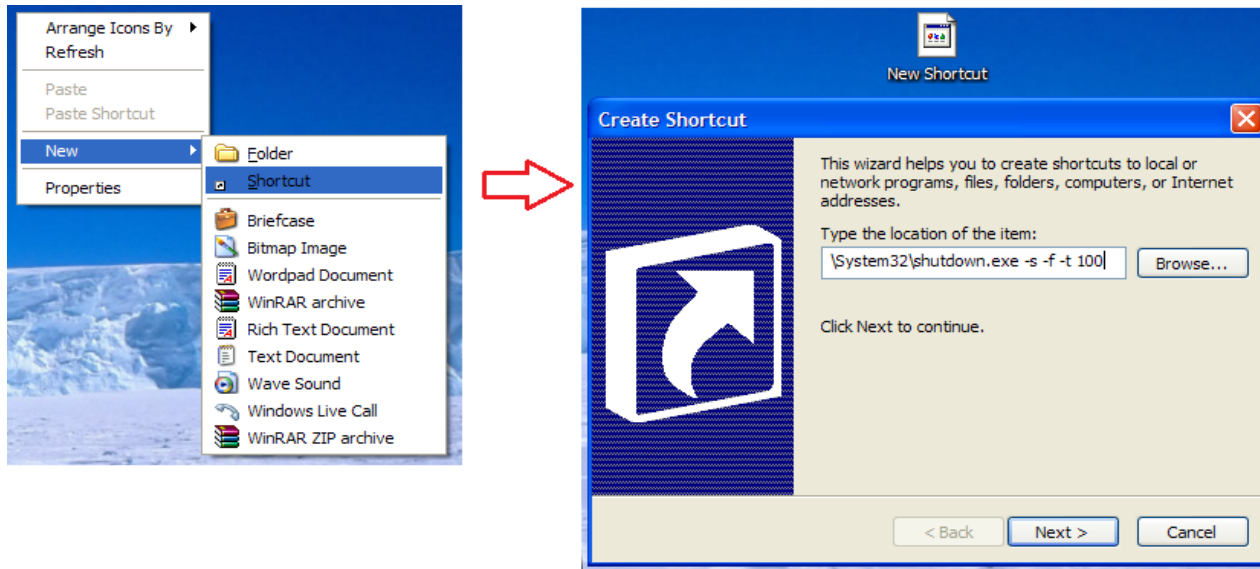 Arrange Icons By
Refresh
Paste
Paste Shortcut
New
Properties
Folder
Shortcut
Briefcase
Bitmap Image
Wordpad Document
WinRAR archive
Rich Text Document
Text Document
Wave Sound
Windows Live Call
WinRAR ZIP archive
New Shortcut
Create Shortcut
This wizard helps you to create shortcuts to local or
network programs, files, folders, computers, or Internet
addresses.
Type the location of the item:
\System32\shutdown.exe -s -f -t 100
Browse...
Click Next to continue.
< Back
Next >
Cancel